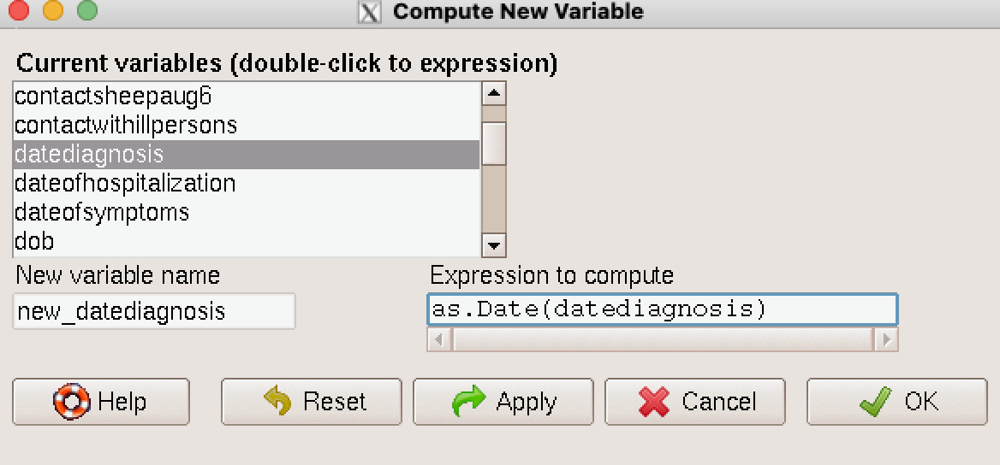 Compute New Variable
Current variables (double-click to expression)
contactsheepaug6
contactwithillpersons
datediagnosis
dateofhospitalization
dateofsymptoms
dob
New variable name
Expression to compute
new_datediagnosis
as.Date(datediagnosis)
Help
Reset
Apply
Cancel
OK